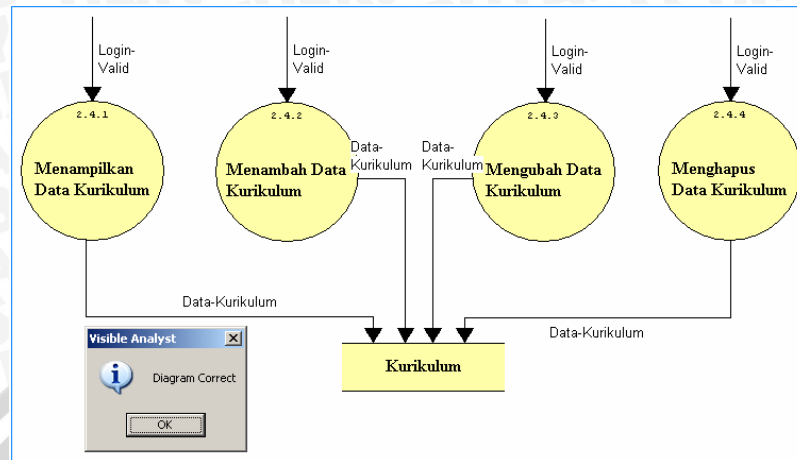 Login-
Valid
Login-
Valid
Login-
Valid
Login-
Valid
2.4.1
Menampilkan
Data Kurikulum
2.4.2
Menambah Data
Kurikulum
Data-
Kurikulum
Data-
Kurikulum
2.4.3
Mengubah Data
Kurikulum
2.4.4
Menghapus
Data Kurikulum
Data-Kurikulum
Data-Kurikulum
Kurikulum
Visible Analyst
Diagram Correct
OK